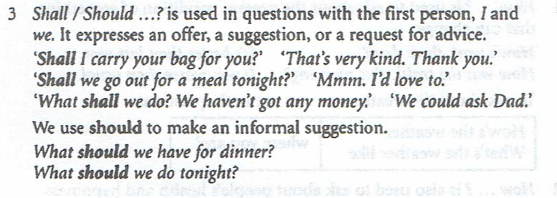 3 Shall / Should …? is used in questions with the first person, I and
we. It expresses an offer, a suggestion, or a request for advice.
‘Shall I carry your bag for you?’ ‘That’s very kind. Thank you.’
‘Shall we go out for a meal tonight?’ ‘Mmm. I’d love to.’
‘What shall we do? We haven’t got any money.’ ‘We could ask Dad.’
We use should to make an informal suggestion.
What should we have for dinner?
What should we do tonight?